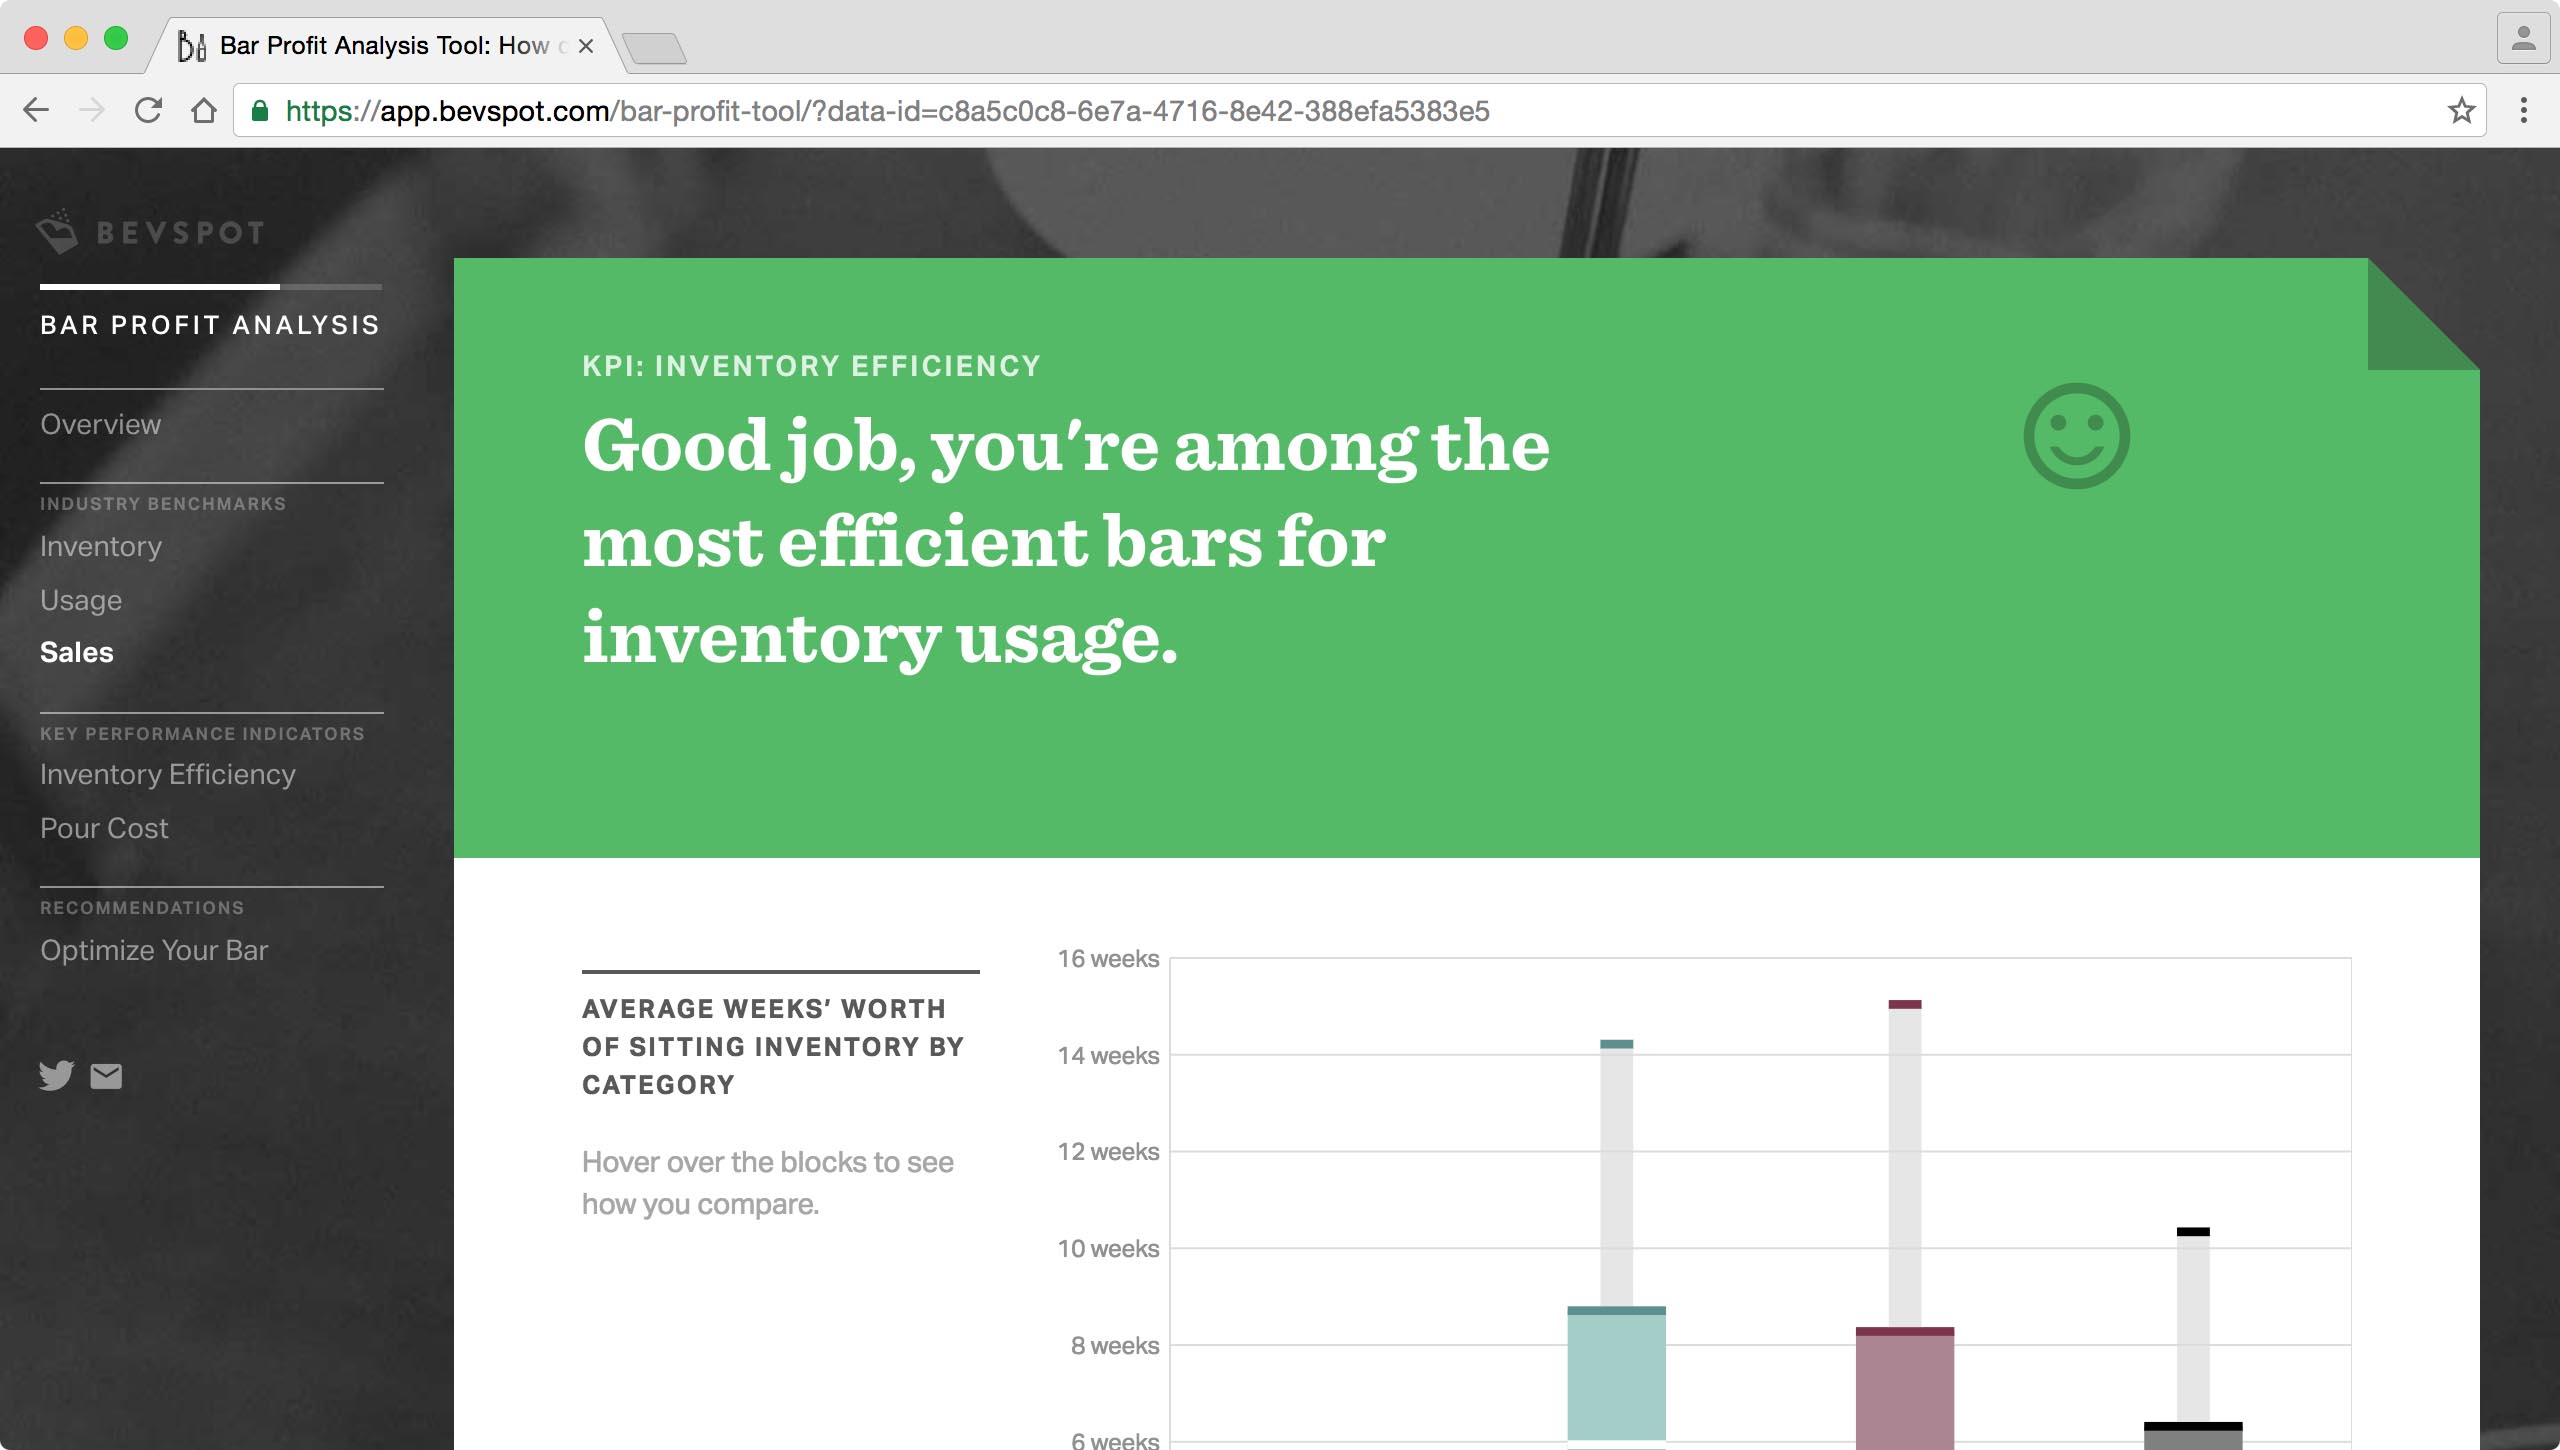 Bar Profit Analysis Tool: How
https://app.bevspot.com/bar-profit-tool/?data-id=c8a5c0c8-6e7a-4716-8e42-388efa5383e5
BEVSPOT
BAR PROFIT ANALYSIS
Overview
INDUSTRY BENCHMARKS
Inventory
Usage
Sales
KEY PERFORMANCE INDICATORS
Inventory Efficiency
Pour Cost
RECOMMENDATIONS
Optimize Your Bar
KPI: INVENTORY EFFICIENCY
Good job, you're among the
most efficient bars for
inventory usage.
AVERAGE WEEKS' WORTH
OF SITTING INVENTORY BY
CATEGORY
Hover over the blocks to see
how you compare.
16 weeks
14 weeks
12 weeks
10 weeks
8 weeks
6 weeks